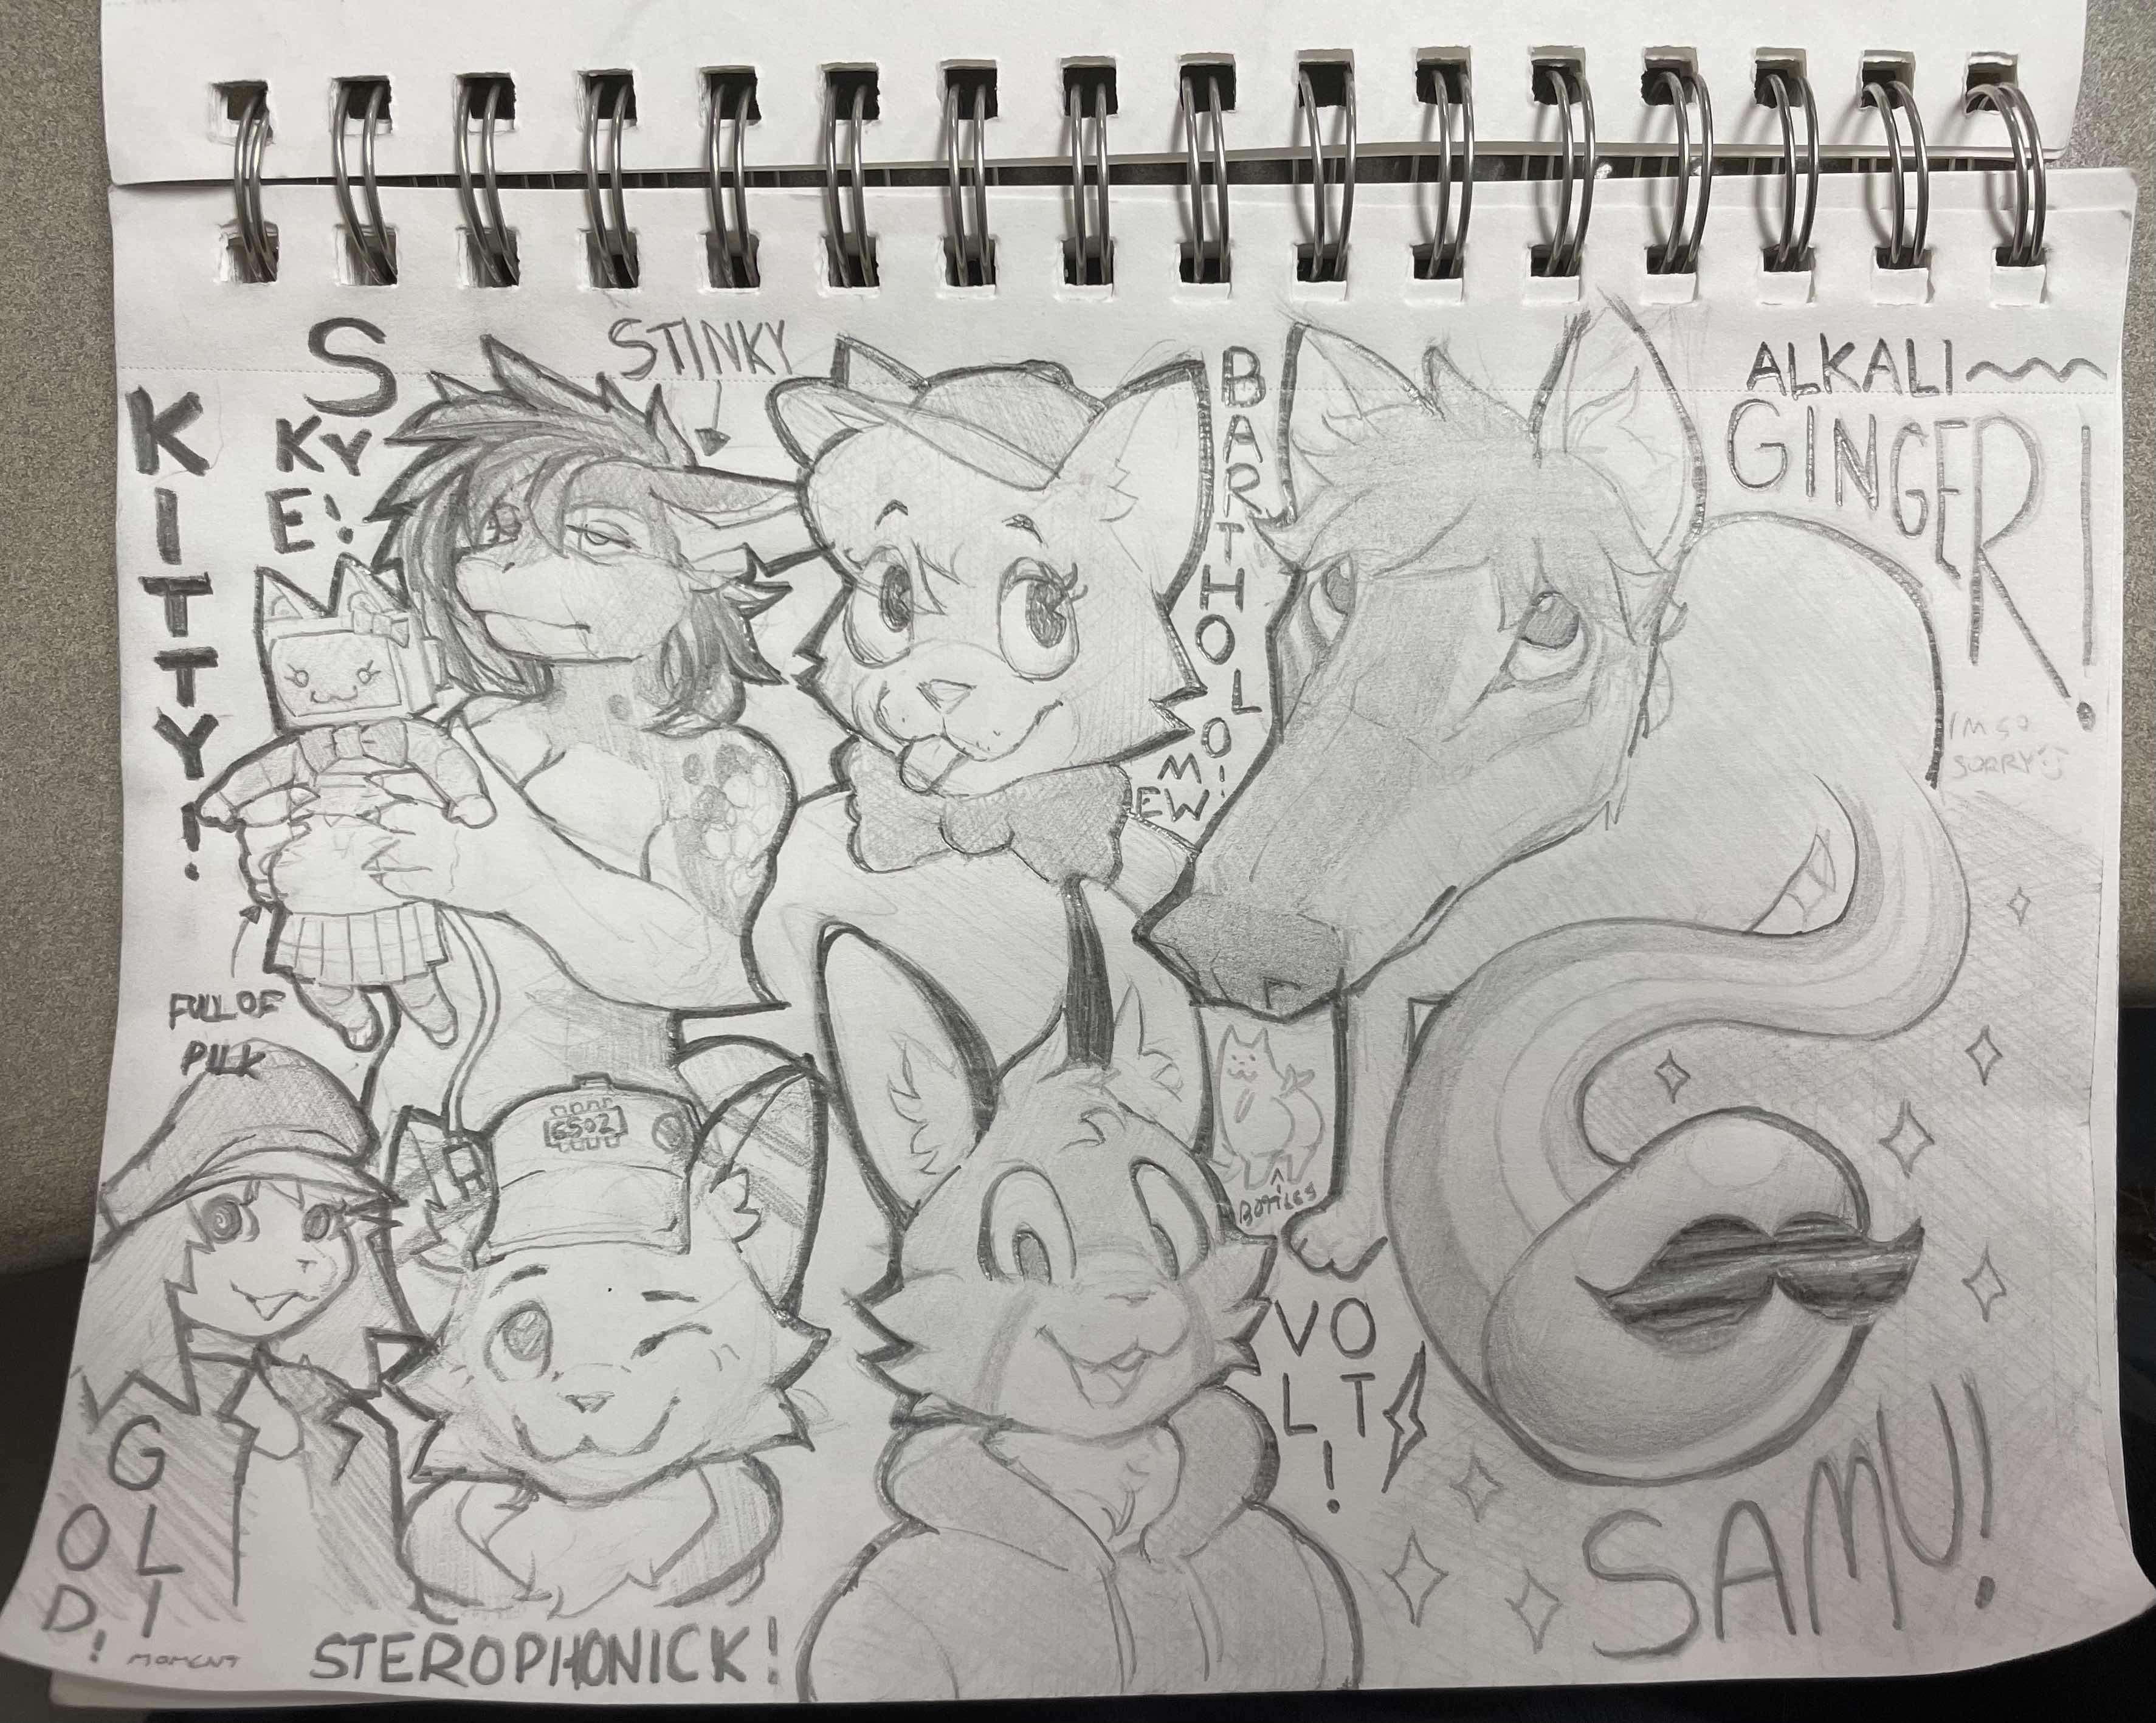 KITTY!
SKYE!
STINKY
BARTHOLO!
MEW
ALKALI
GINGER!
I'M SO
SORRY :)
FULL OF
PILK
6502
BOTTLES
VOLT!
GOLD!
GLI
MOMENT
STEROPHONICK!
SAMU!